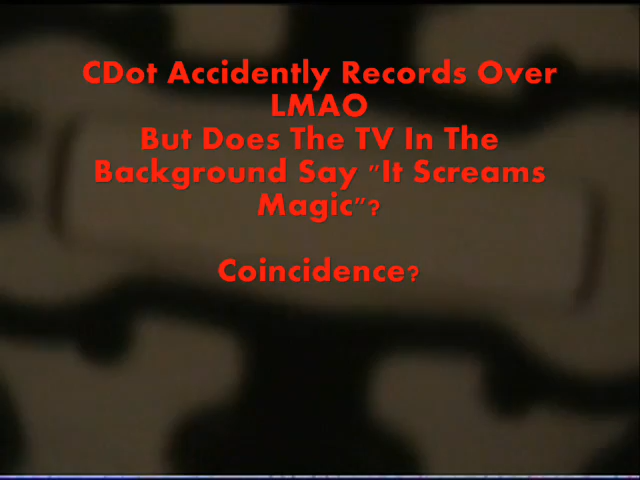 CDot Accidently Records Over
LMAO
But Does The TV In The
Background Say "It Screams
Magic"?
Coincidence?